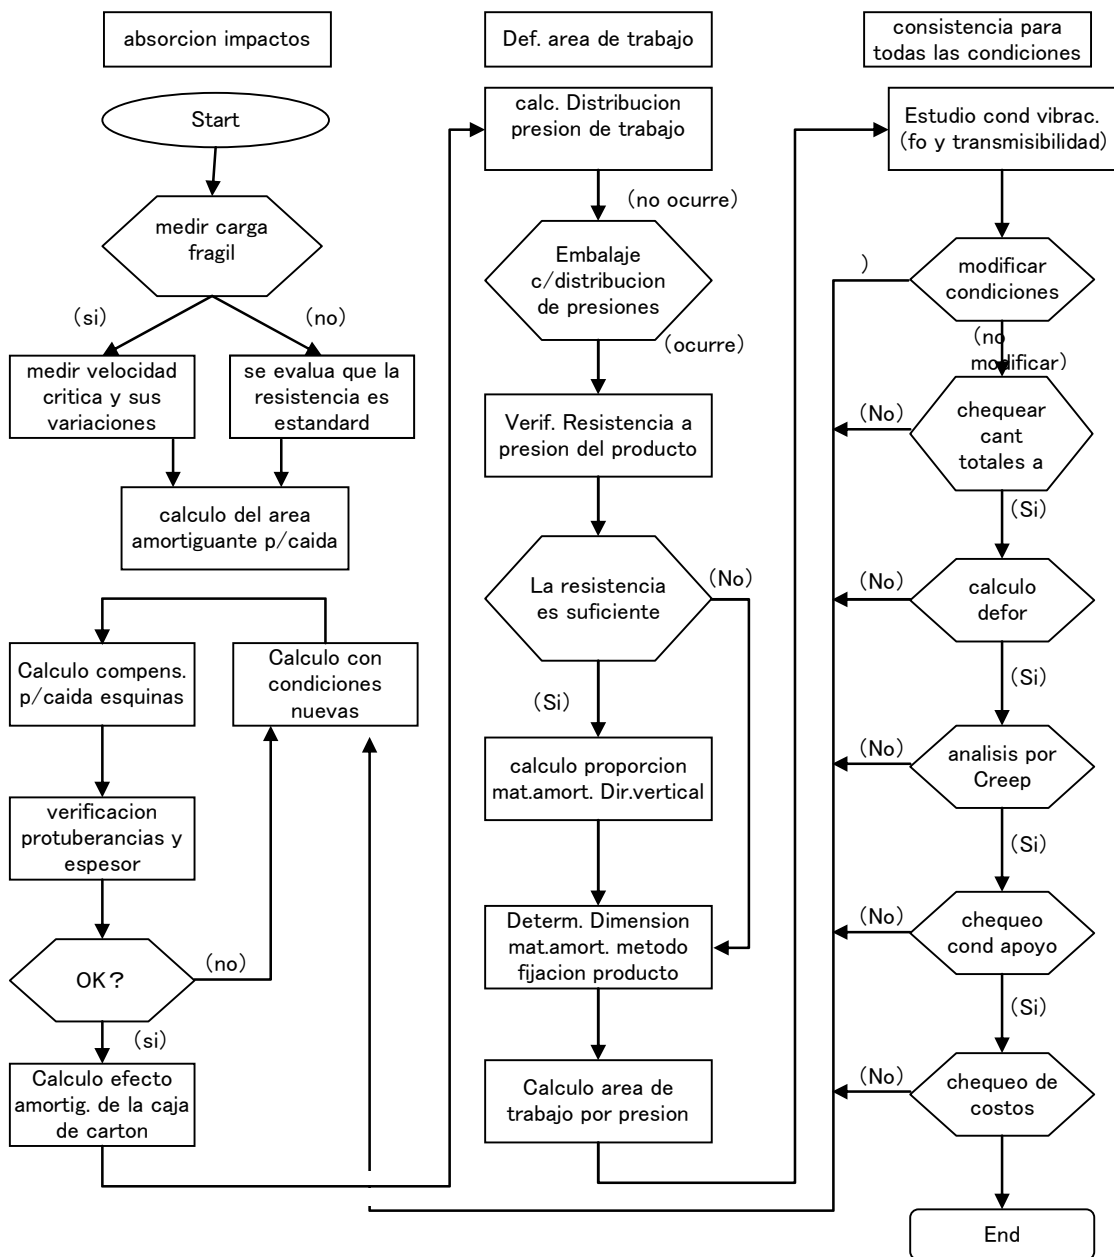 absorcion impactos
Start
medir carga
fragil
(si)
(no)
medir velocidad
critica y sus
variaciones
se evalua que la
resistencia es
estandard
calculo del area
amortiguante p/caida
Calculo compens.
p/caida esquinas
Calculo con
condiciones
nuevas
verificacion
protuberancias y
espesor
OK?
(no)
(si)
Calculo efecto
amortig. de la caja
de carton
Def. area de trabajo
calc. Distribucion
presion de trabajo
(no ocurre)
Embalaje
c/distribucion
de presiones
(ocurre)
Verif. Resistencia a
presion del producto
La resistencia
es suficiente
(No)
(Si)
calculo proporcion
mat.amort. Dir.vertical
Determ. Dimension
mat.amort. metodo
fijacion producto
Calculo area de
trabajo por presion
consistencia para
todas las condiciones
Estudio cond vibrac.
(fo y transmisibilidad)
)
modificar
condiciones
(no
modificar)
(No)
chequear
cant
totales a
(Si)
(No)
calculo
defor
(Si)
(No)
analisis por
Creep
(Si)
(No)
chequeo
cond apoyo
(Si)
(No)
chequeo de
costos
End